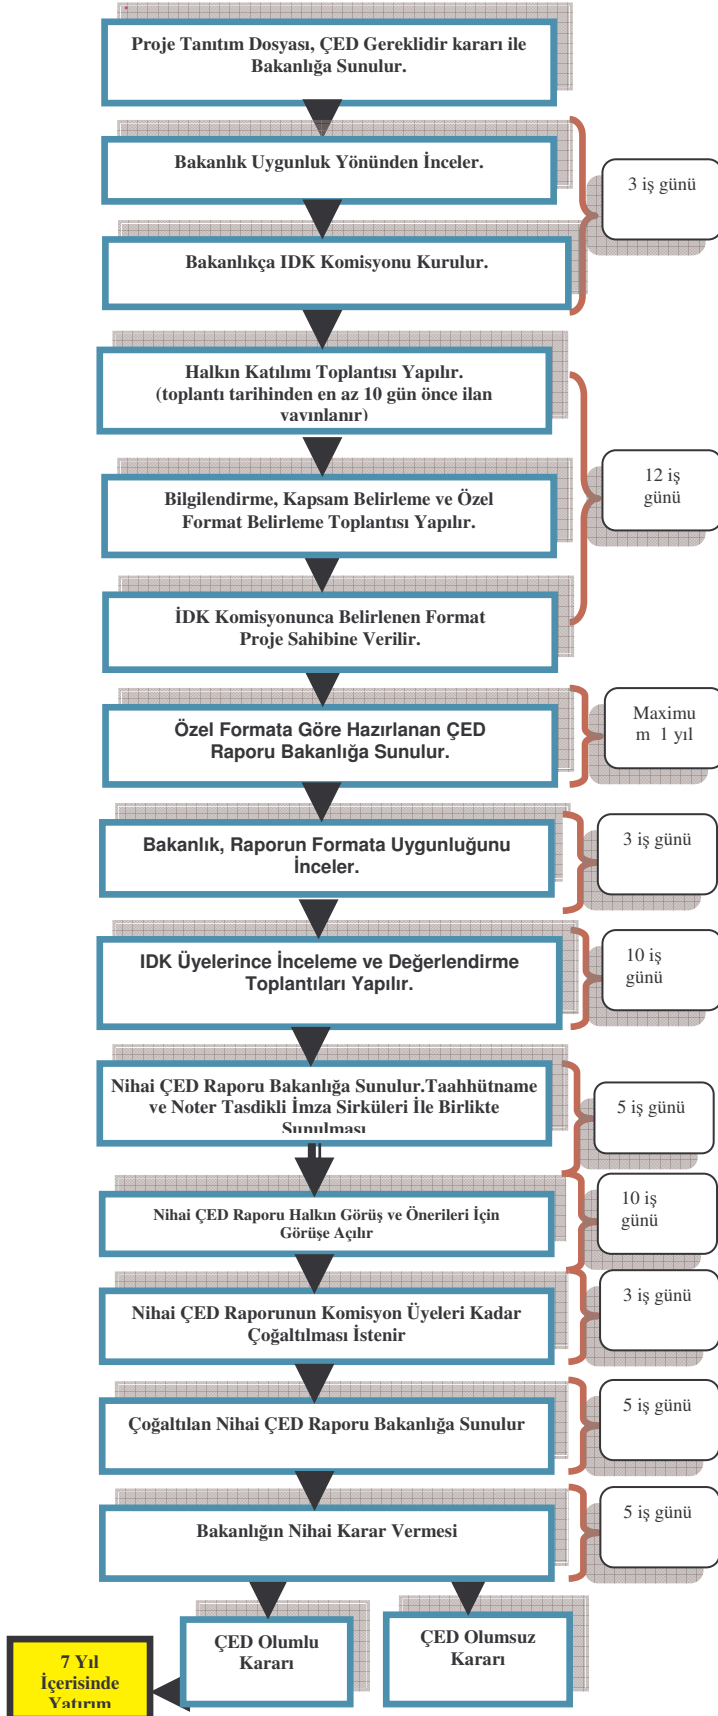 Proje Tanıtım Dosyası, ÇED Gereklidir kararı ile
Bakanlığa Sunulur.
Bakanlık Uygunluk Yönünden İnceler.
3 iş günü
Bakanlıkça IDK Komisyonu Kurulur.
Halkın Katılımı Toplantısı Yapılır.
(toplantı tarihinden en az 10 gün önce ilan
yayınlanır)
12 iş
günü
Bilgilendirme, Kapsam Belirleme ve Özel
Format Belirleme Toplantısı Yapılır.
İDK Komisyonunca Belirlenen Format
Proje Sahibine Verilir.
Özel Formata Göre Hazırlanan ÇED
Raporu Bakanlığa Sunulur.
Maximu
m 1 yıl
Bakanlık, Raporun Formata Uygunluğunu
İnceler.
3 iş günü
IDK Üyelerince İnceleme ve Değerlendirme
Toplantıları Yapılır.
10 iş
günü
Nihai ÇED Raporu Bakanlığa Sunulur.Taahhütname
ve Noter Tasdikli İmza Sirküleri İle Birlikte
Sunulması
5 iş günü
Nihai ÇED Raporu Halkın Görüş ve Önerileri İçin
Görüşe Açılır
10 iş
günü
Nihai ÇED Raporunun Komisyon Üyeleri Kadar
Çoğaltılması İstenir
3 iş günü
Çoğaltılan Nihai ÇED Raporu Bakanlığa Sunulur
5 iş günü
Bakanlığın Nihai Karar Vermesi
5 iş günü
ÇED Olumlu
Kararı
ÇED Olumsuz
Kararı
7 Yıl
İçerisinde
Yatırım